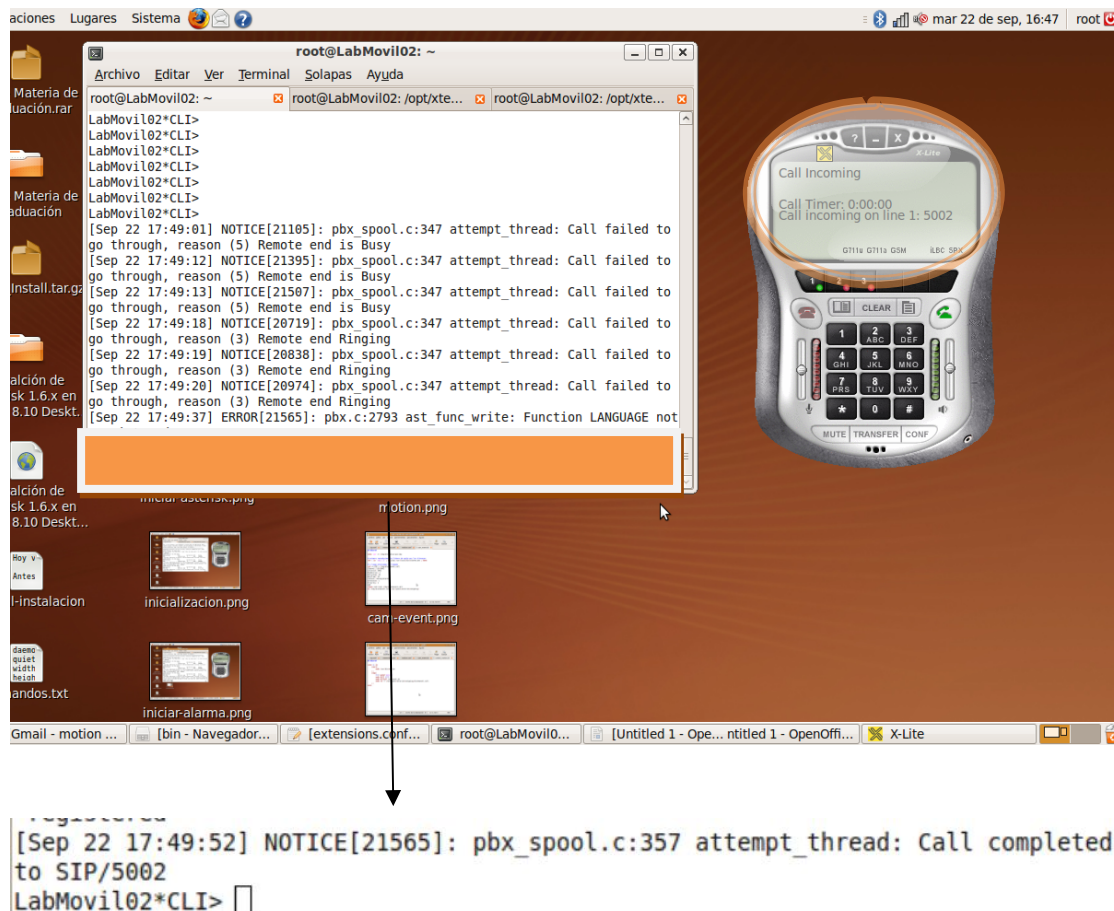 aciones Lugares Sistema
mar 22 de sep, 16:47 root
root@LabMovil02: ~
Archivo Editar Ver Terminal Solapas Ayuda
root@LabMovil02: ~ root@LabMovil02: /opt/xte... root@LabMovil02: /opt/xte...
LabMovil02*CLI>
LabMovil02*CLI>
LabMovil02*CLI>
LabMovil02*CLI>
LabMovil02*CLI>
LabMovil02*CLI>
LabMovil02*CLI>
[Sep 22 17:49:01] NOTICE[21105]: pbx_spool.c:347 attempt_thread: Call failed to
go through, reason (5) Remote end is Busy
[Sep 22 17:49:12] NOTICE[21395]: pbx_spool.c:347 attempt_thread: Call failed to
go through, reason (5) Remote end is Busy
[Sep 22 17:49:13] NOTICE[21507]: pbx_spool.c:347 attempt_thread: Call failed to
go through, reason (5) Remote end is Busy
[Sep 22 17:49:18] NOTICE[20719]: pbx_spool.c:347 attempt_thread: Call failed to
go through, reason (3) Remote end Ringing
[Sep 22 17:49:19] NOTICE[20838]: pbx_spool.c:347 attempt_thread: Call failed to
go through, reason (3) Remote end Ringing
[Sep 22 17:49:20] NOTICE[20974]: pbx_spool.c:347 attempt_thread: Call failed to
go through, reason (3) Remote end Ringing
[Sep 22 17:49:37] ERROR[21565]: pbx.c:2793 ast_func_write: Function LANGUAGE not
Materia de
uación.rar
Materia de
aduación
Install.tar.gz
alción de
sk 1.6.x en
8.10 Deskt.
alción de
sk 1.6.x en
8.10 Deskt...
Hoy v
Antes
l-instalacion
daemo
quiet
width
heigh
andos.txt
iniciar-asterisk.png
motion.png
inicializacion.png
cam-event.png
iniciar-alarma.png
? – X
X-Lite
Call Incoming
Call Timer: 0:00:00
Call incoming on line 1: 5002
G711u G711a GSM iLBC SPX
1 2 3
CLEAR
1 2 3
ABC DEF
4 5 6
GHI JKL MNO
7 8 9
PRS TUV WXY
* 0 #
MUTE TRANSFER CONF
Gmail - motion ... [bin - Navegador... [extensions.conf... root@LabMovil0... [Untitled 1 - Ope... ntitled 1 - OpenOffi... X-Lite
registered
[Sep 22 17:49:52] NOTICE[21565]: pbx_spool.c:357 attempt_thread: Call completed
to SIP/5002
LabMovil02*CLI>